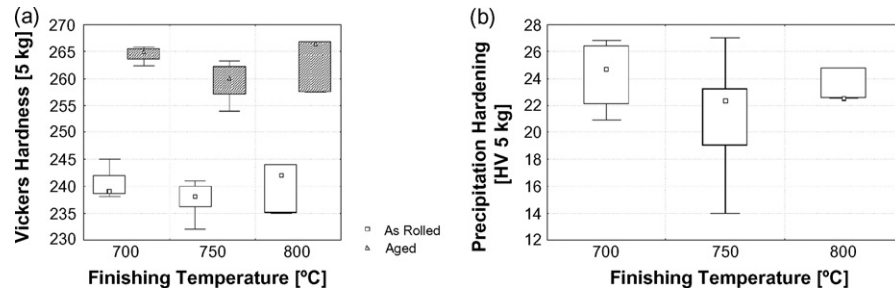 (a)
Vickers Hardness [5 kg]
270
265
260
255
250
245
240
235
230
700 750 800
Finishing Temperature [ºC]
As Rolled
Aged
(b)
Precipitation Hardening
[HV 5 kg]
28
26
24
22
20
18
16
14
12
700 750 800
Finishing Temperature [ºC]